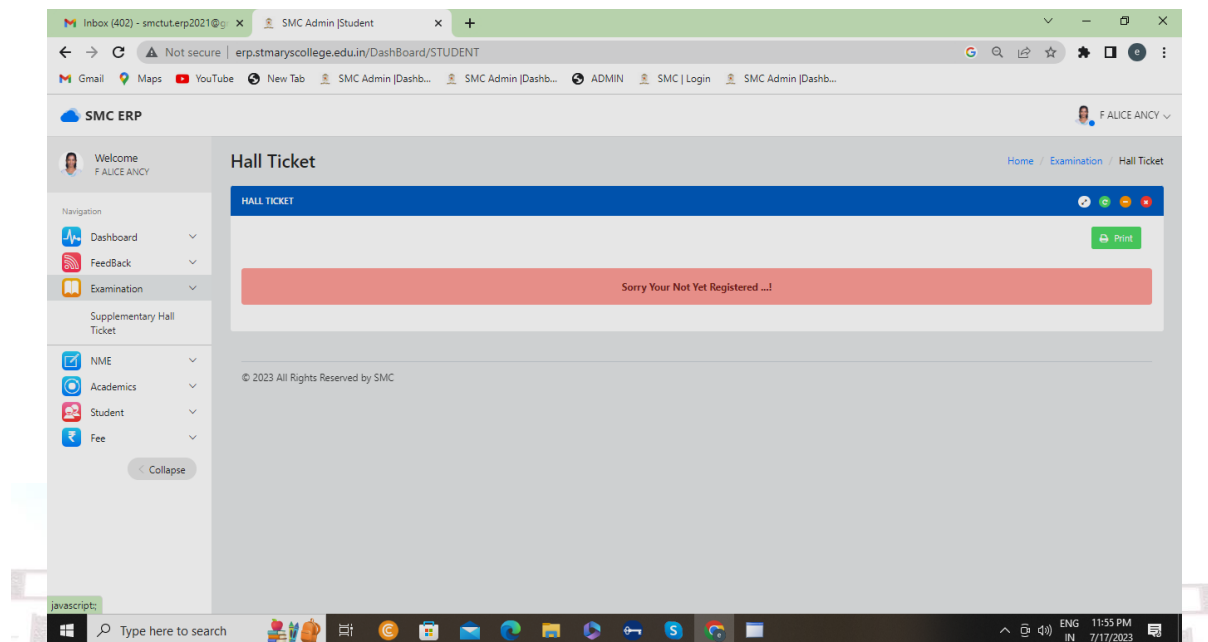 Inbox (402) - smctut.erp2021@g
SMC Admin |Student
Not secure | erp.stmaryscollege.edu.in/DashBoard/STUDENT
Gmail Maps YouTube New Tab SMC Admin |Dashb... SMC Admin |Dashb... ADMIN SMC | Login SMC Admin |Dashb...
SMC ERP
F ALICE ANCY
Welcome
F ALICE ANCY
Hall Ticket
Home / Examination / Hall Ticket
Navigation
HALL TICKET
Print
Dashboard
FeedBack
Examination
Sorry Your Not Yet Registered ...!
Supplementary Hall
Ticket
NME
Academics
Student
Fee
Collapse
© 2023 All Rights Reserved by SMC
javascript:;
Type here to search
ENG
IN
11:55 PM
7/17/2023